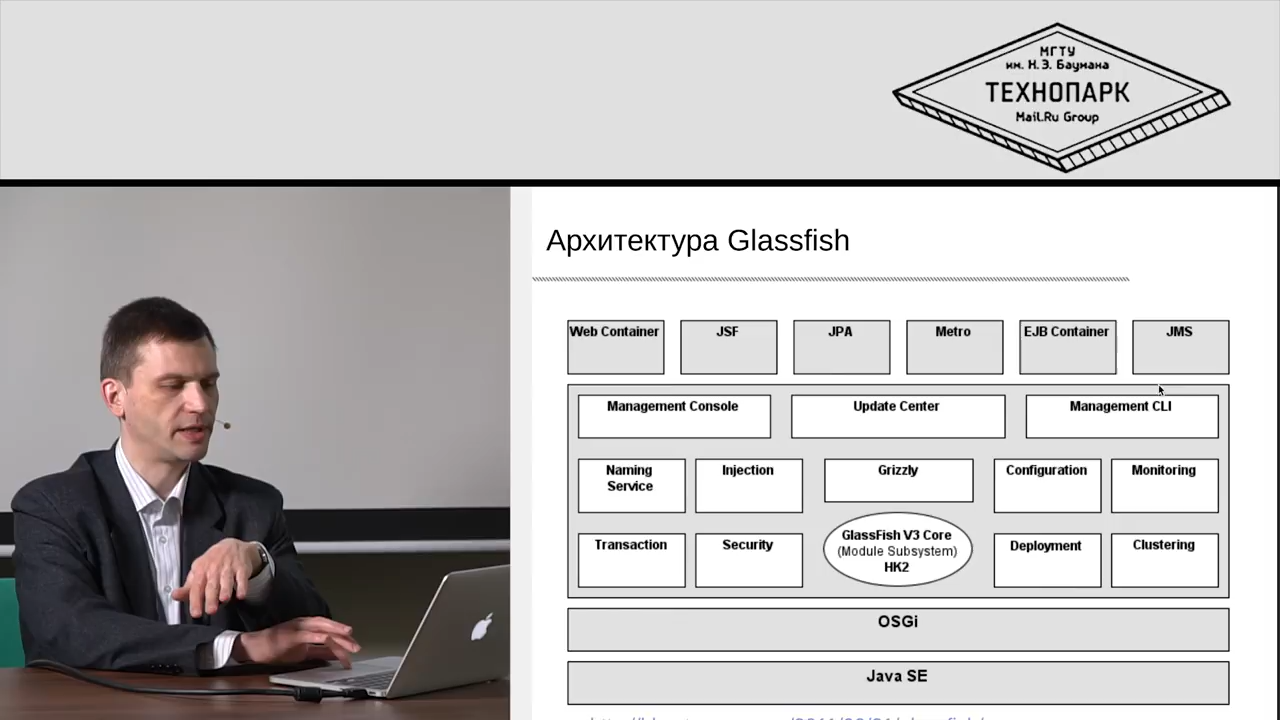 МГТУ
им. Н.Э. Баумана
ТЕХНОПАРК
Mail.Ru Group
Архитектура Glassfish
Web Container
JSF
JPA
Metro
EJB Container
JMS
Management Console
Update Center
Management CLI
Naming
Service
Injection
Grizzly
Configuration
Monitoring
Transaction
Security
GlassFish V3 Core
(Module Subsystem)
HK2
Deployment
Clustering
OSGi
Java SE